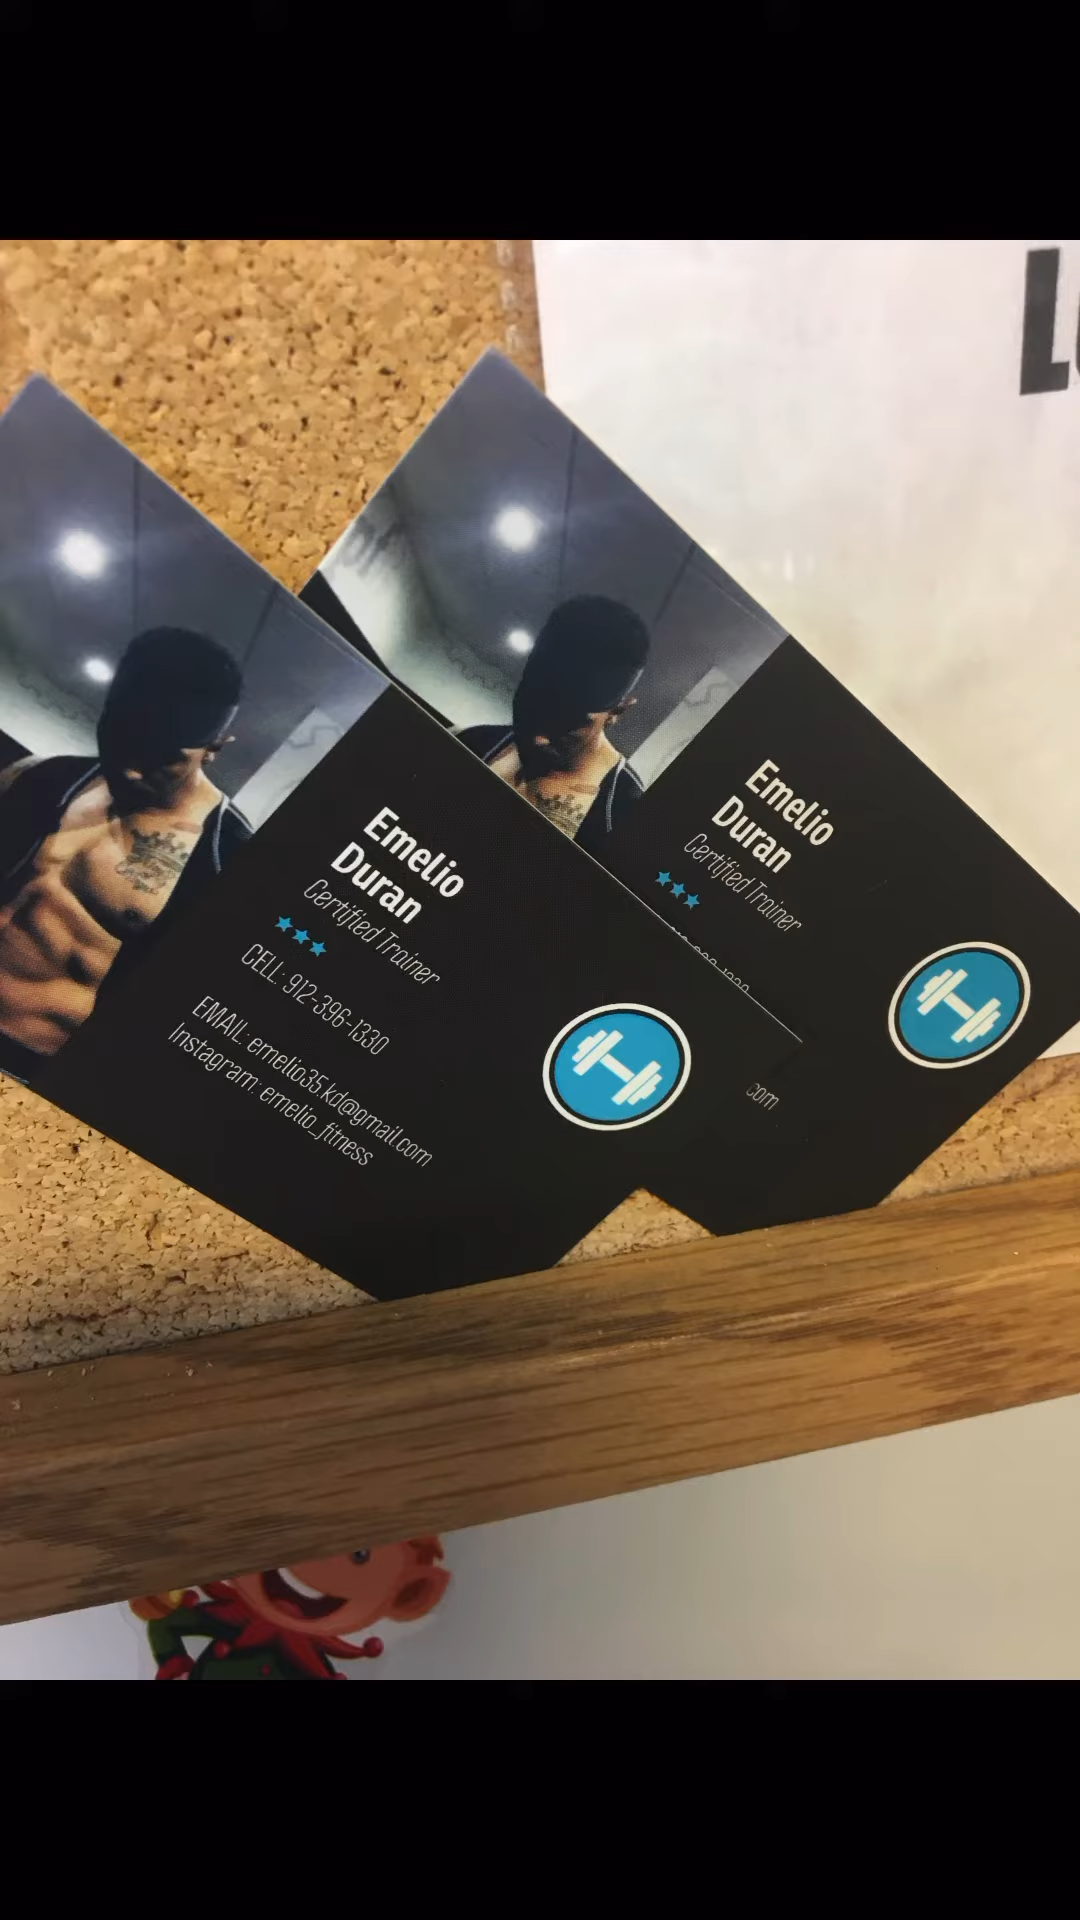 Emelio
Duran
Certified Trainer
CELL: 912-396-1330
EMAIL: emelio35.kd@gmail.com
Instagram: emelio_fitness
Emelio
Duran
Certified Trainer
com